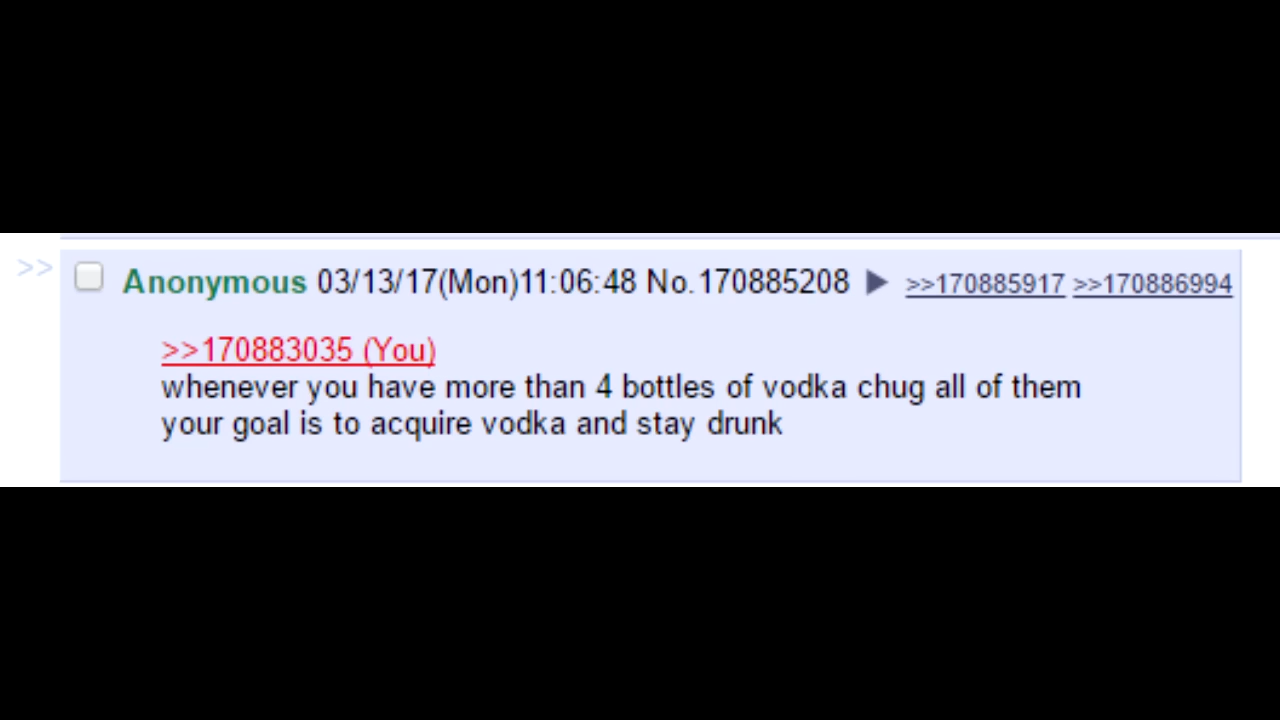 >> Anonymous 03/13/17(Mon)11:06:48 No.170885208 ▶ >>170885917 >>170886994
>>170883035 (You)
whenever you have more than 4 bottles of vodka chug all of them
your goal is to acquire vodka and stay drunk